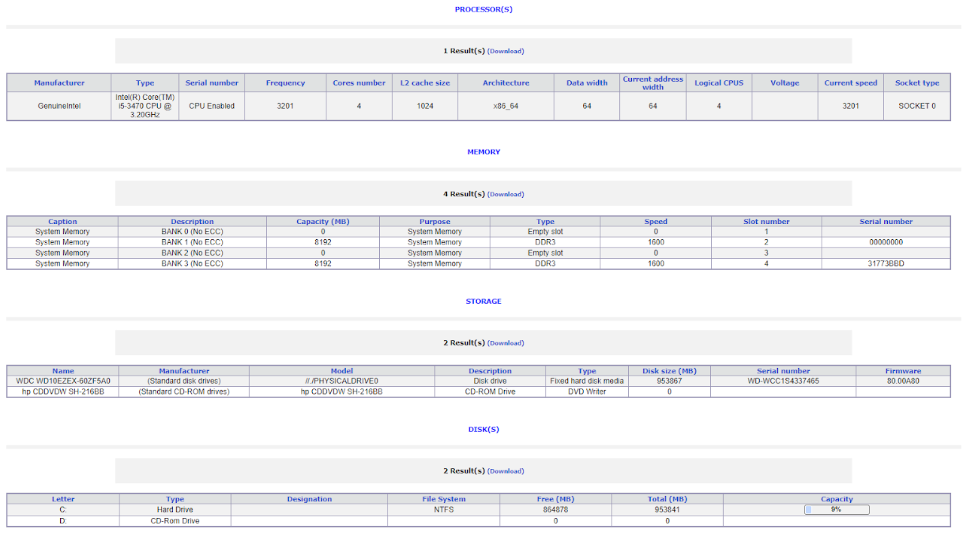 PROCESSOR(S)
1 Result(s) (Download)
Manufacturer Type Serial number Frequency Cores number L2 cache size Architecture Data width Current address width Logical CPUS Voltage Current speed Socket type
GenuineIntel Intel(R) Core(TM) i5-3470 CPU @ 3.20GHz CPU Enabled 3201 4 1024 x86_64 64 64 4 3201 SOCKET 0
MEMORY
4 Result(s) (Download)
Caption Description Capacity (MB) Purpose Type Speed Slot number Serial number
System Memory BANK 0 (No ECC) 0 System Memory Empty slot 0 1
System Memory BANK 1 (No ECC) 8192 System Memory DDR3 1600 2 00000000
System Memory BANK 2 (No ECC) 0 System Memory Empty slot 0 3
System Memory BANK 3 (No ECC) 8192 System Memory DDR3 1600 4 31773BBD
STORAGE
2 Result(s) (Download)
Name Manufacturer Model Description Type Disk size (MB) Serial number Firmware
WDC WD10EZEX-60ZF5A0 (Standard disk drives) //./PHYSICALDRIVE0 Disk drive Fixed hard disk media 953867 WD-WCC1S4337465 80.00A80
hp CDDVDW SH-216BB (Standard CD-ROM drives) hp CDDVDW SH-216BB CD-ROM Drive DVD Writer 0
DISK(S)
2 Result(s) (Download)
Letter Type Designation File System Free (MB) Total (MB) Capacity
C: Hard Drive NTFS 864878 953841 9%
D: CD-Rom Drive 0 0